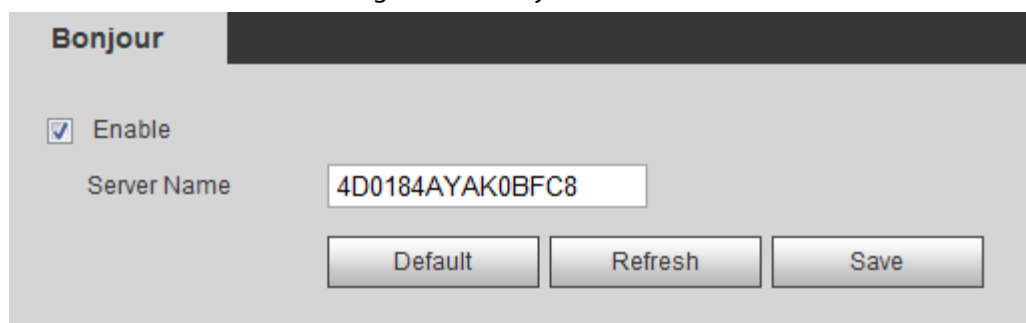 Bonjour
Enable
Server Name 4D0184AYAK0BFC8
Default Refresh Save